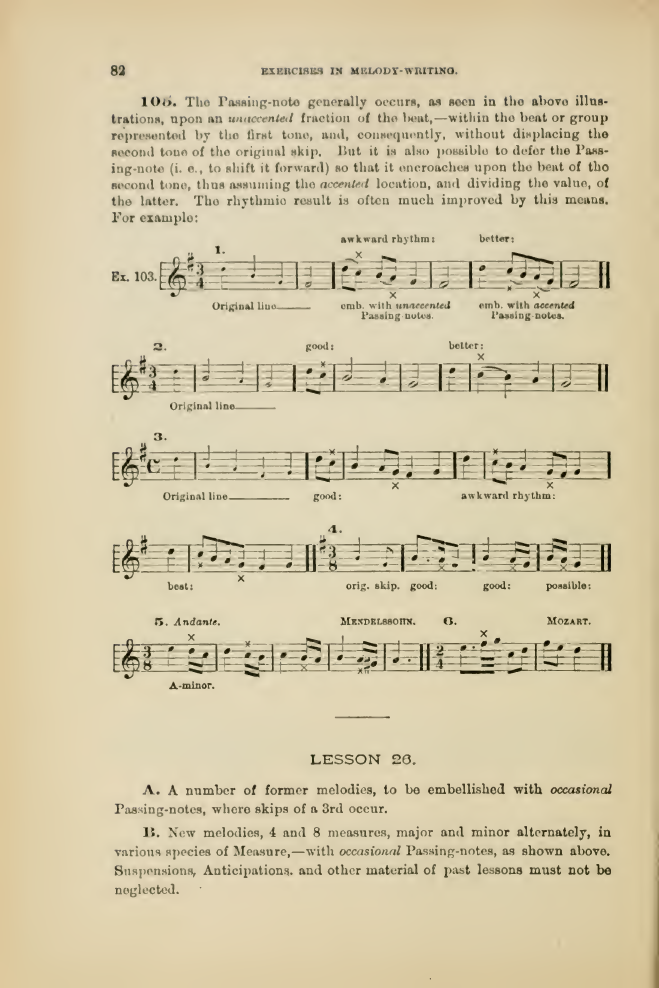 82
EXERCISES IN MELODY-WRITING.
106. The Passing-note generally occurs, as seen in the above illus-
trations, upon an unaccented fraction of the beat,—within the beat or group
represented by the first tone, and, consequently, without displacing the
second tone of the original skip. But it is also possible to defer the Pass-
ing-note (i. e., to shift it forward) so that it encroaches upon the beat of the
second tone, thus assuming the accented location, and dividing the value, of
the latter. The rhythmic result is often much improved by this means.
For example:
awkward rhythm: better:
1.
Ex. 103.
Original line
emb. with unaccented emb. with accented
Passing-notes. Passing-notes.
2. good: better:
Original line
3.
Original line good: awkward rhythm:
4.
best: orig. skip. good: good: possible:
5. Andante. MENDELSSOHN. 6. MOZART.
A-minor.
LESSON 26.
A. A number of former melodies, to be embellished with occasional
Passing-notes, where skips of a 3rd occur.
B. New melodies, 4 and 8 measures, major and minor alternately, in
various species of Measure,—with occasional Passing-notes, as shown above.
Suspensions, Anticipations. and other material of past lessons must not be
neglected.